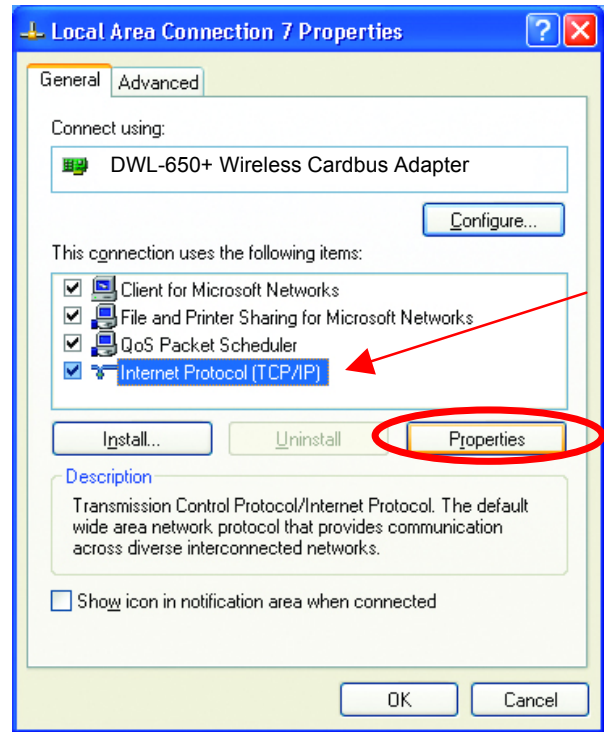 Local Area Connection 7 Properties
General Advanced
Connect using:
DWL-650+ Wireless Cardbus Adapter
Configure...
This connection uses the following items:
Client for Microsoft Networks
File and Printer Sharing for Microsoft Networks
QoS Packet Scheduler
Internet Protocol (TCP/IP)
Install... Uninstall Properties
Description
Transmission Control Protocol/Internet Protocol. The default
wide area network protocol that provides communication
across diverse interconnected networks.
Show icon in notification area when connected
OK Cancel